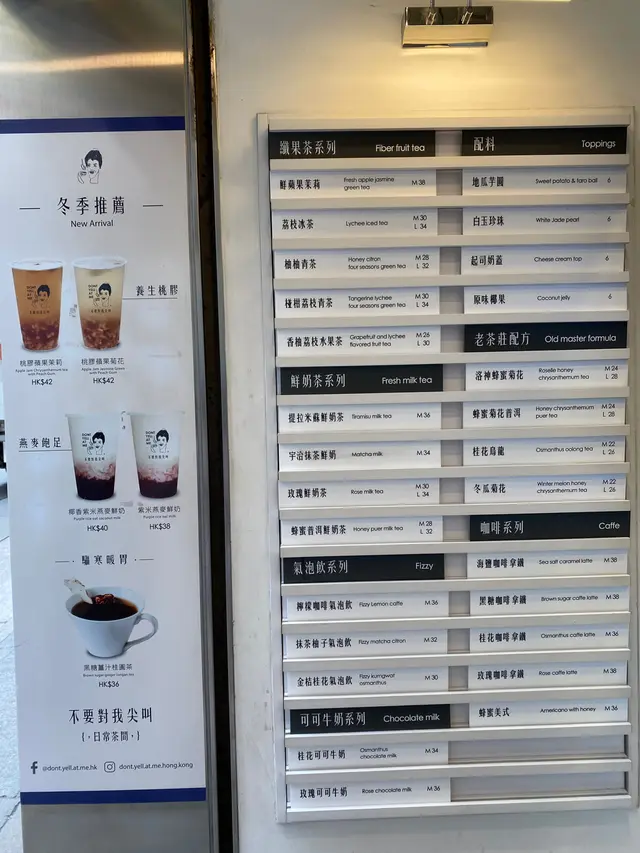 冬季推薦
New Arrival
DON'T
YELL
AT
ME
養生桃膠
桃膠蘋果茉莉
桃膠蘋果菊花
with Peach Gum
with Peach Gum
HK$42
HK$42
燕麥飽足
DON'T
YELL
AT
ME
椰香紫米燕麥鮮奶
紫米燕麥鮮奶
HK$40
HK$38
驅寒暖胃
黑糖薑汁桂圓茶
Brown sugar ginger longan tea
HK$36
不要對我尖叫
{,日常茶間,}
@dont.yell.at.me.hk
dont.yell.at.me.hong.kong
纖果茶系列 Fiber fruit tea
鮮蘋果茉莉 Fresh apple jasmine green tea M 38
荔枝冰茶 Lychee iced tea M 30 L 34
柚柚青茶 Honey citron four seasons green tea M 28 L 32
椪柑荔枝青茶 Tangerine lychee four seasons green tea M 30 L 34
香柚荔枝水果茶 Grapefruit and lychee flavored fruit tea M 26 L 30
鮮奶茶系列 Fresh milk tea
提拉米蘇鮮奶茶 Tiramisu milk tea M 36
宇治抹茶鮮奶 Matcha milk M 34
玫瑰鮮奶茶 Rose milk tea M 30 L 34
蜂蜜普洱鮮奶茶 Honey puer milk tea M 28 L 32
氣泡飲系列 Fizzy
檸檬咖啡氣泡飲 Fizzy Lemon caffe M 36
抹茶柚子氣泡飲 Fizzy matcha citron M 32
金桔桂花氣泡飲 Fizzy kumqwat osmanthus M 30
可可牛奶系列 Chocolate milk
桂花可可牛奶 Osmanthus chocolate milk M 34
玫瑰可可牛奶 Rose chocolate milk M 36
配料 Toppings
地瓜芋圓 Sweet potato & taro ball 6
白玉珍珠 White Jade pearl 6
起司奶蓋 Cheese cream top 6
原味椰果 Coconut jelly 6
老茶莊配方 Old master formula
洛神蜂蜜菊花 Roselle honey chrysanthemum tea M 24 L 28
蜂蜜菊花普洱 Honey chrysanthemum puer tea M 24 L 28
桂花烏龍 Osmanthus oolong tea M 22 L 26
冬瓜菊花 Winter melon honey chrysanthemum tea M 22 L 26
咖啡系列 Caffe
海鹽咖啡拿鐵 Sea salt caramel latte M 38
黑糖咖啡拿鐵 Brown sugar caffe latte M 38
桂花咖啡拿鐵 Osmanthus caffe latte M 36
玫瑰咖啡拿鐵 Rose caffe latte M 38
蜂蜜美式 Americano with honey M 36